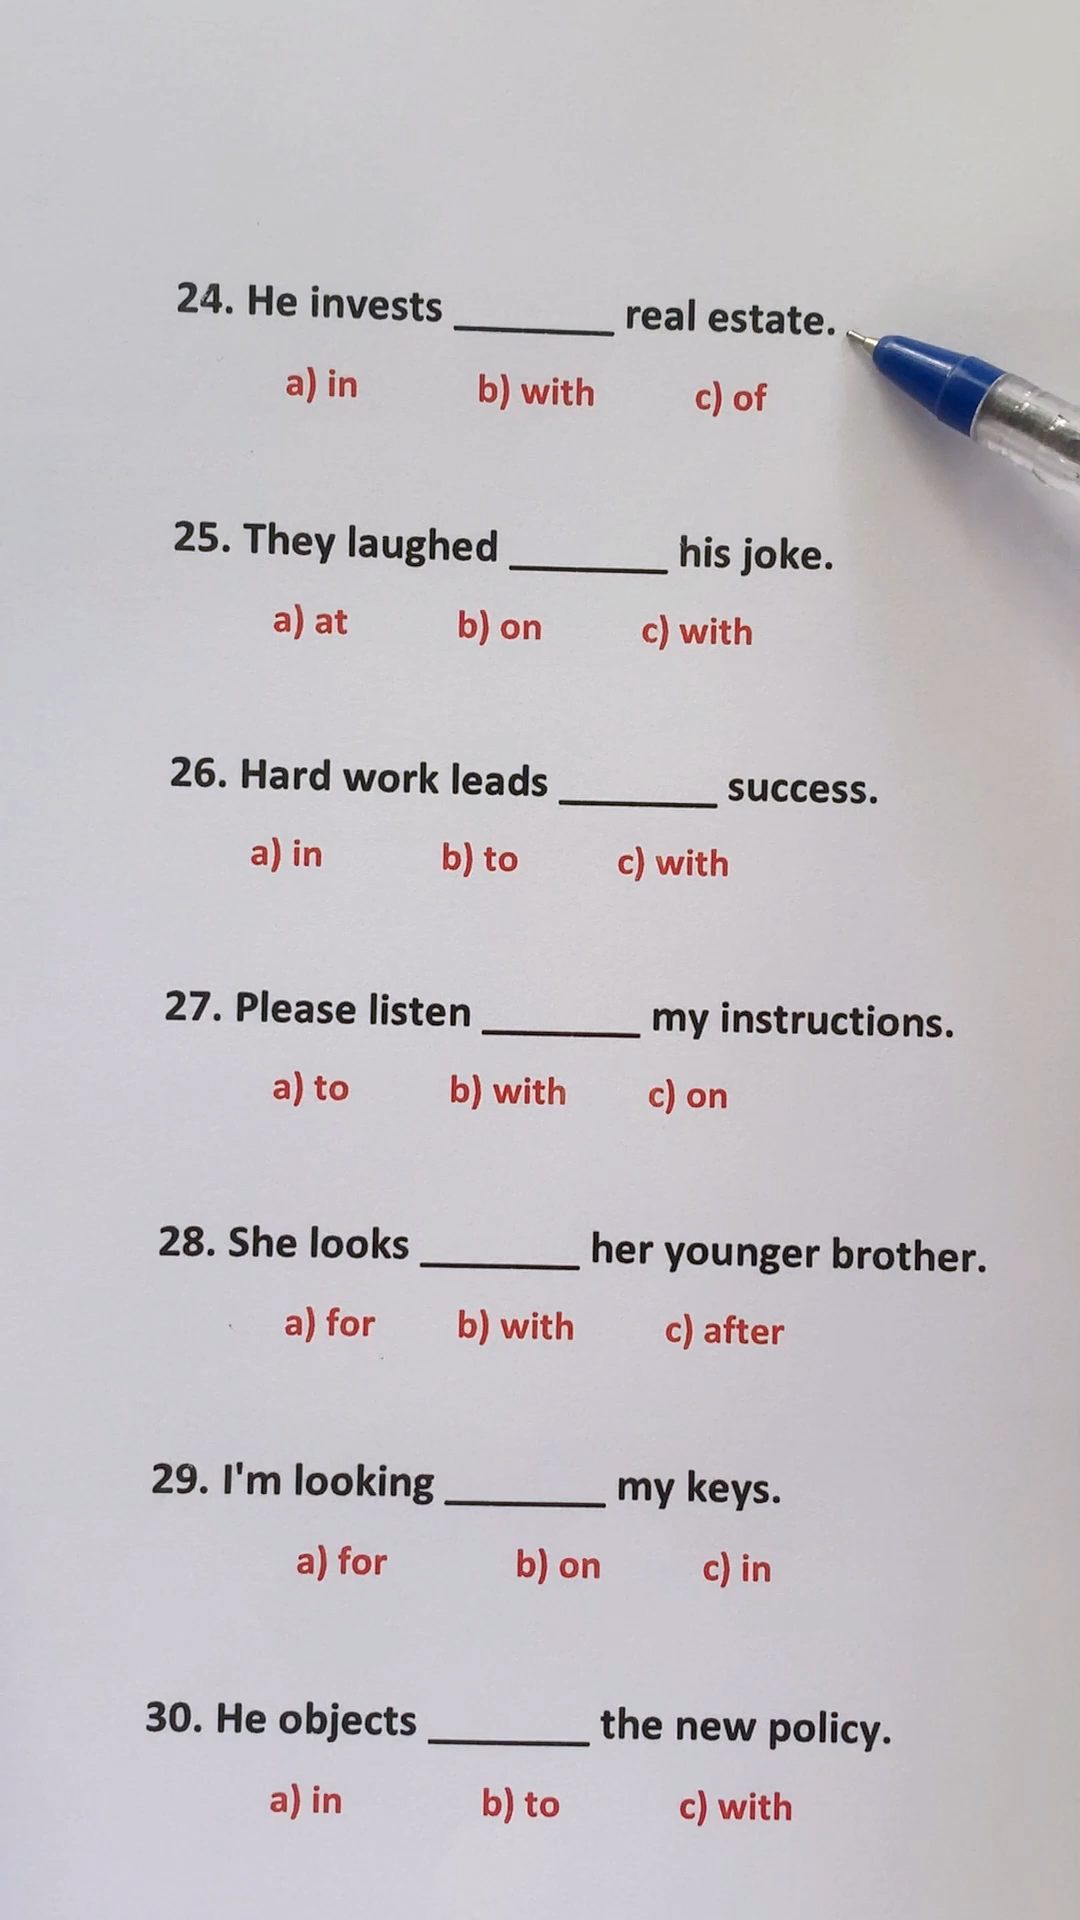 24. He invests ________ real estate.
a) in b) with c) of
25. They laughed ________ his joke.
a) at b) on c) with
26. Hard work leads ________ success.
a) in b) to c) with
27. Please listen ________ my instructions.
a) to b) with c) on
28. She looks ________ her younger brother.
a) for b) with c) after
29. I'm looking ________ my keys.
a) for b) on c) in
30. He objects ________ the new policy.
a) in b) to c) with